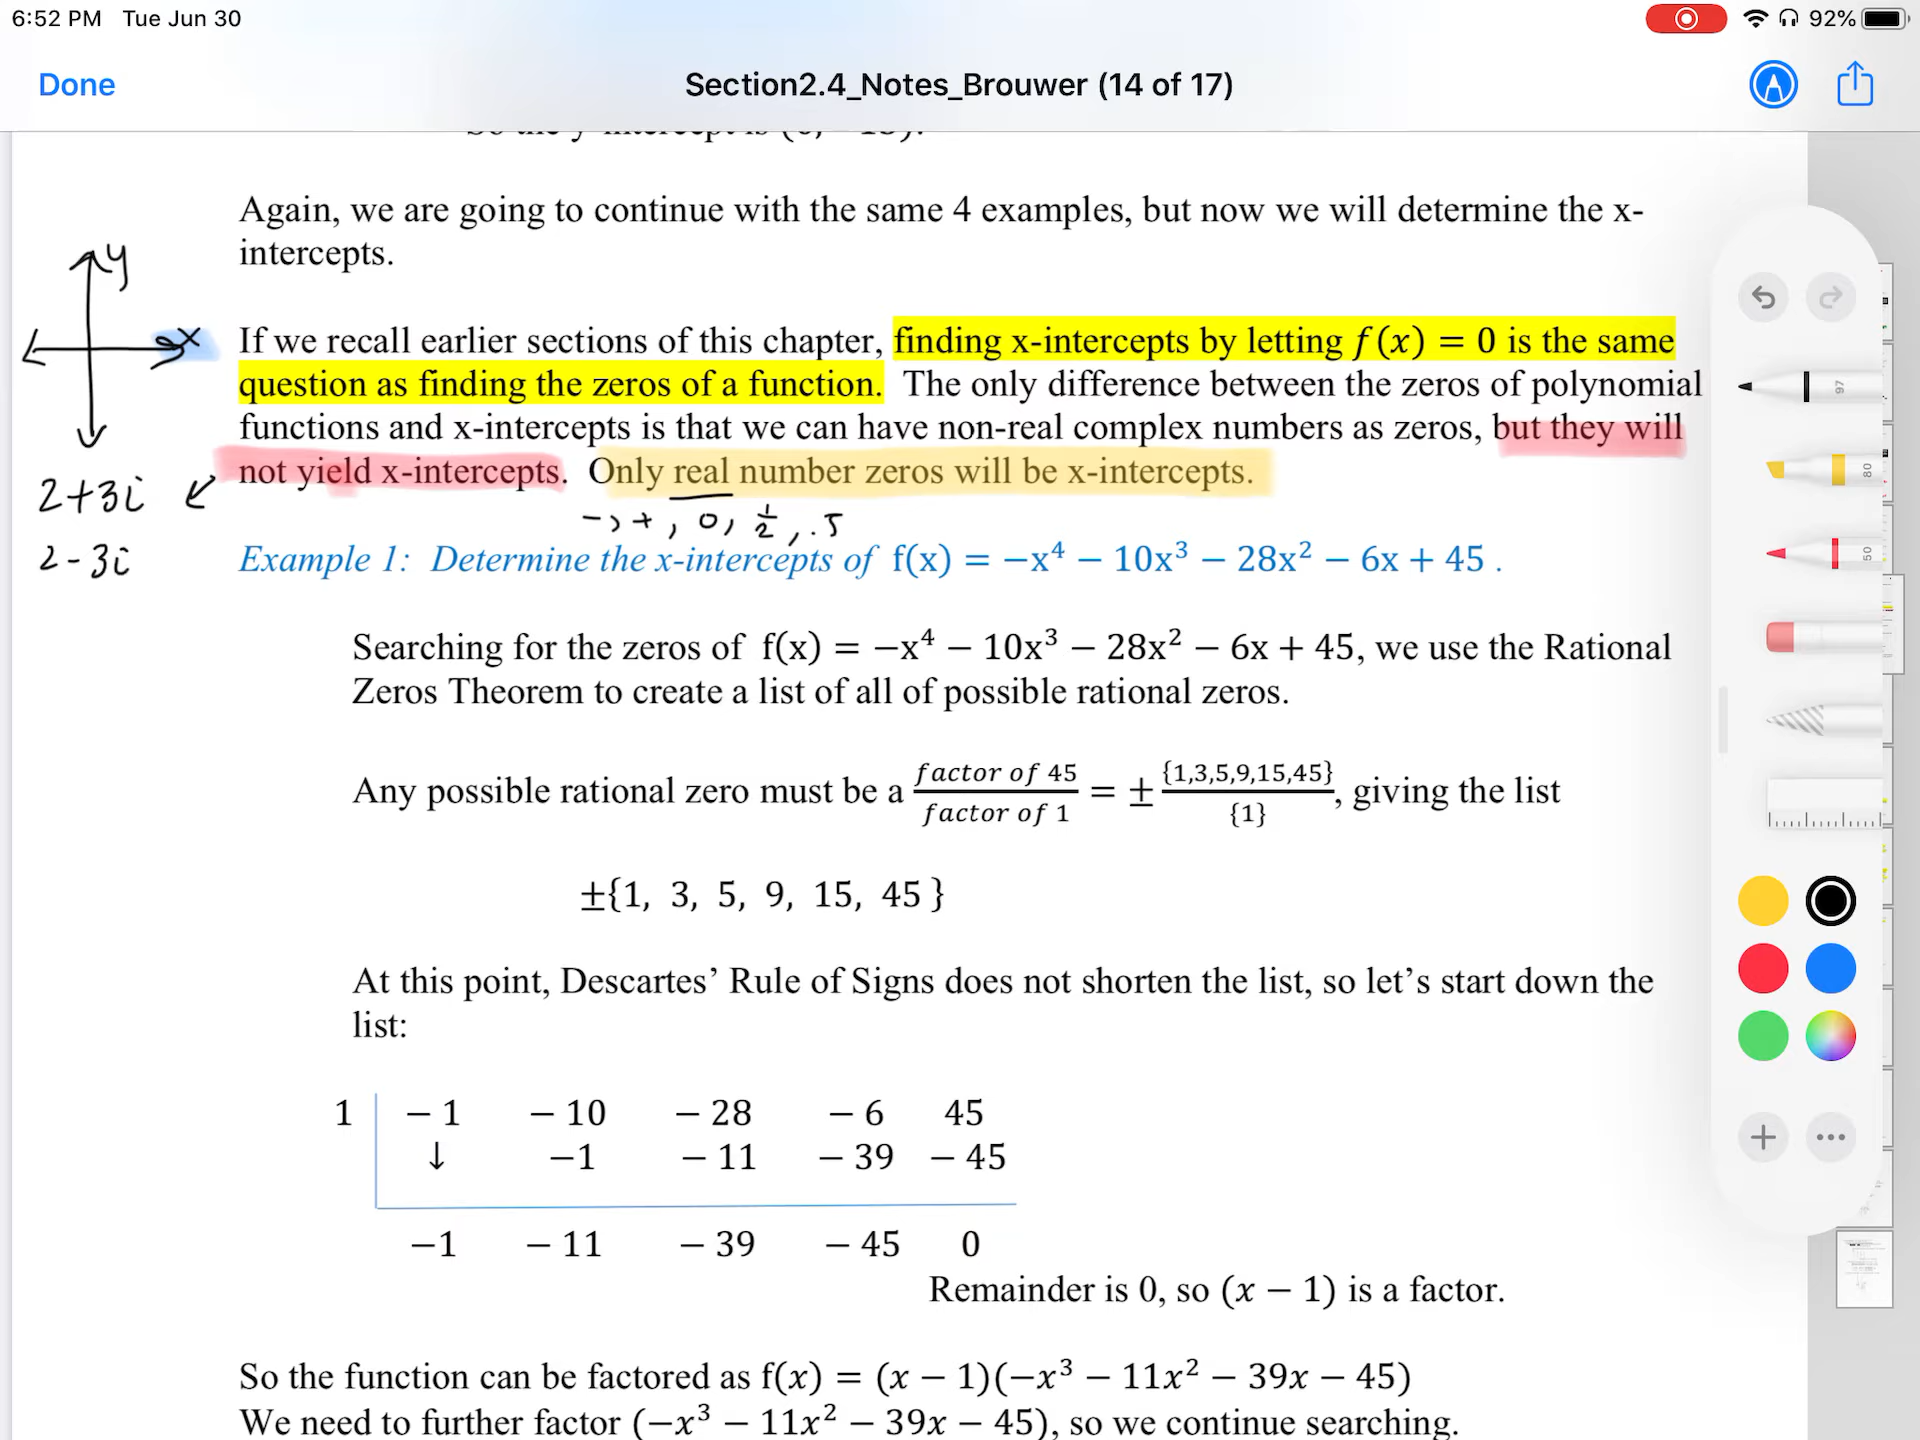 6:52 PM Tue Jun 30
92%
Done
Section2.4_Notes_Brouwer (14 of 17)
Again, we are going to continue with the same 4 examples, but now we will determine the x-
intercepts.
y
x
If we recall earlier sections of this chapter, finding x-intercepts by letting f(x) = 0 is the same
question as finding the zeros of a function. The only difference between the zeros of polynomial
functions and x-intercepts is that we can have non-real complex numbers as zeros, but they will
not yield x-intercepts. Only real number zeros will be x-intercepts.
2+3i
-, +, 0, 1/2, .5
2-3i
Example 1: Determine the x-intercepts of f(x) = −x⁴ − 10x³ − 28x² − 6x + 45 .
Searching for the zeros of f(x) = −x⁴ − 10x³ − 28x² − 6x + 45, we use the Rational
Zeros Theorem to create a list of all of possible rational zeros.
Any possible rational zero must be a factor of 45 / factor of 1 = ± {1,3,5,9,15,45} / {1}, giving the list
±{1, 3, 5, 9, 15, 45 }
At this point, Descartes’ Rule of Signs does not shorten the list, so let’s start down the
list:
1 − 1 − 10 − 28 − 6 45
↓ −1 − 11 − 39 − 45
−1 − 11 − 39 − 45 0
Remainder is 0, so (x − 1) is a factor.
So the function can be factored as f(x) = (x − 1)(−x³ − 11x² − 39x − 45)
We need to further factor (−x³ − 11x² − 39x − 45), so we continue searching.
97
80
50